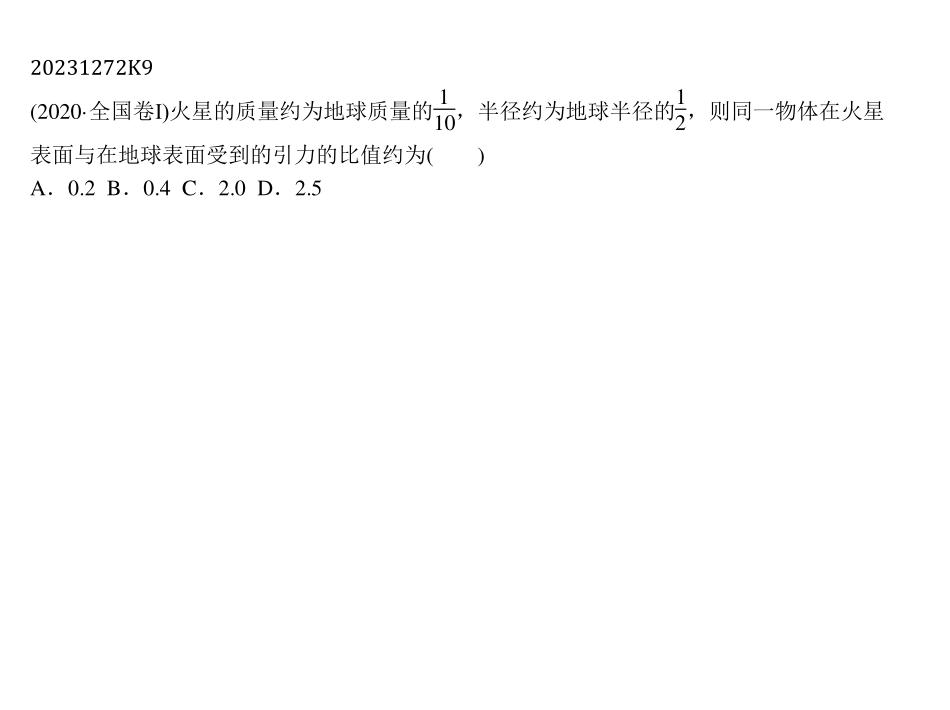 20231272K9
(2020·全国卷Ⅰ)火星的质量约为地球质量的1/10，半径约为地球半径的1/2，则同一物体在火星
表面与在地球表面受到的引力的比值约为(　　)
A．0.2 B．0.4 C．2.0 D．2.5